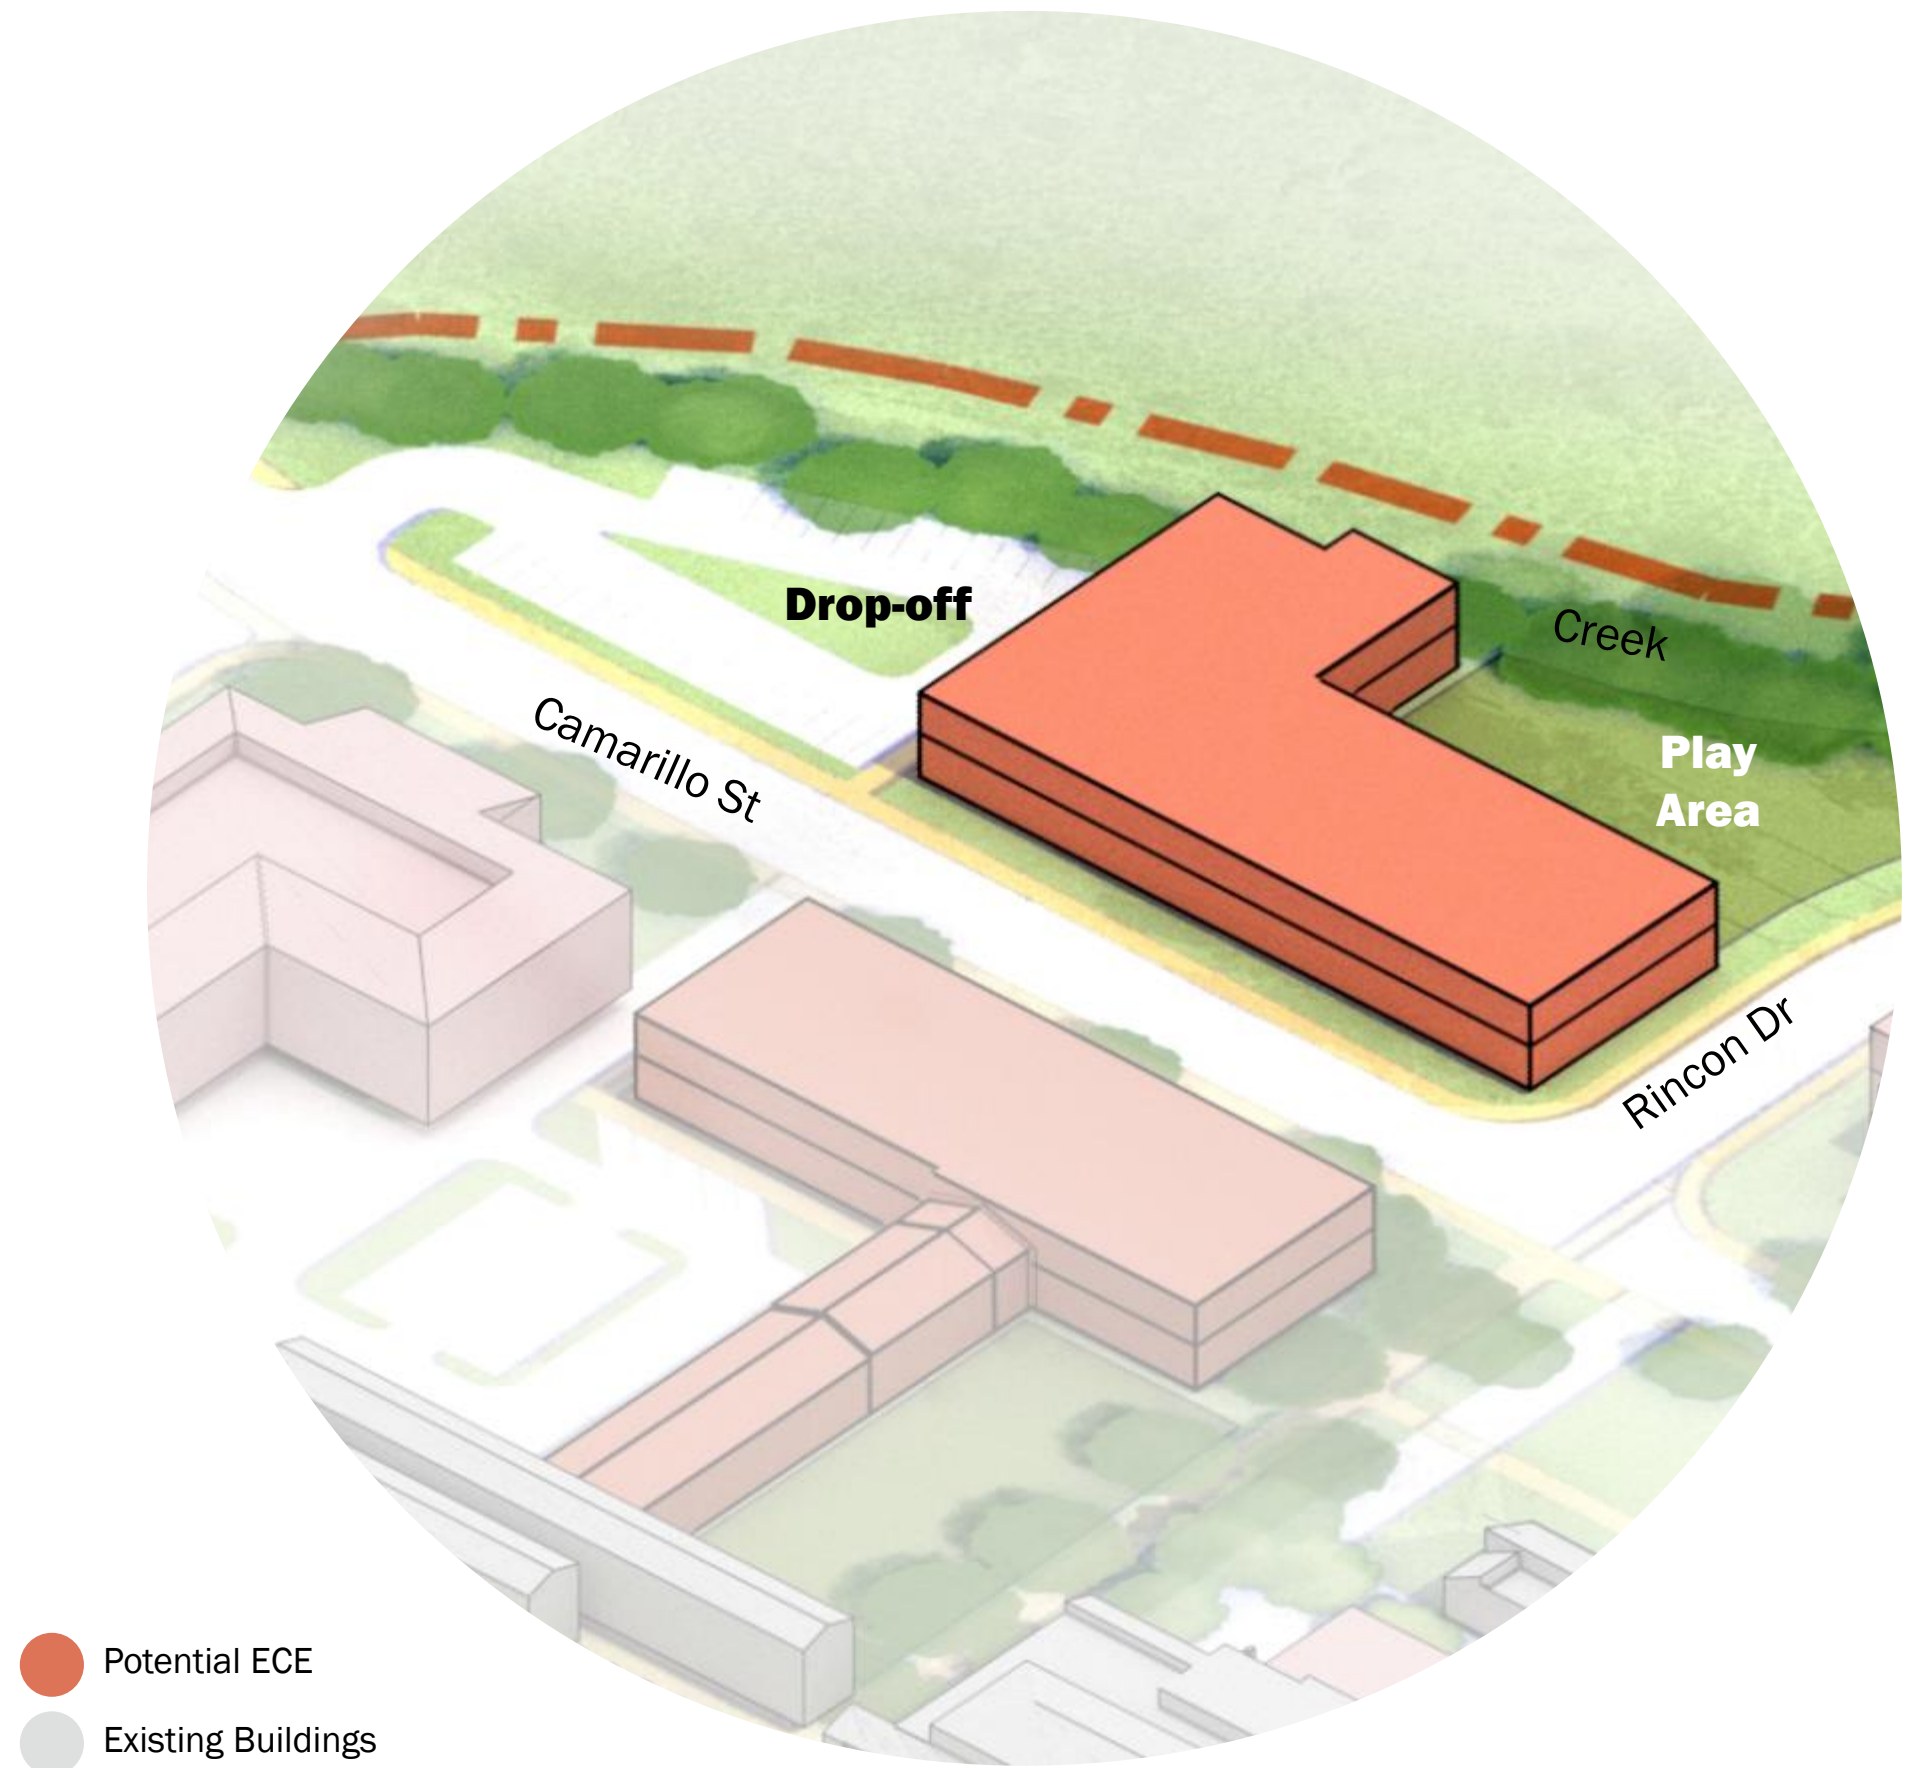 Drop-off
Creek
Camarillo St
Play
Area
Rincon Dr
Potential ECE
Existing Buildings